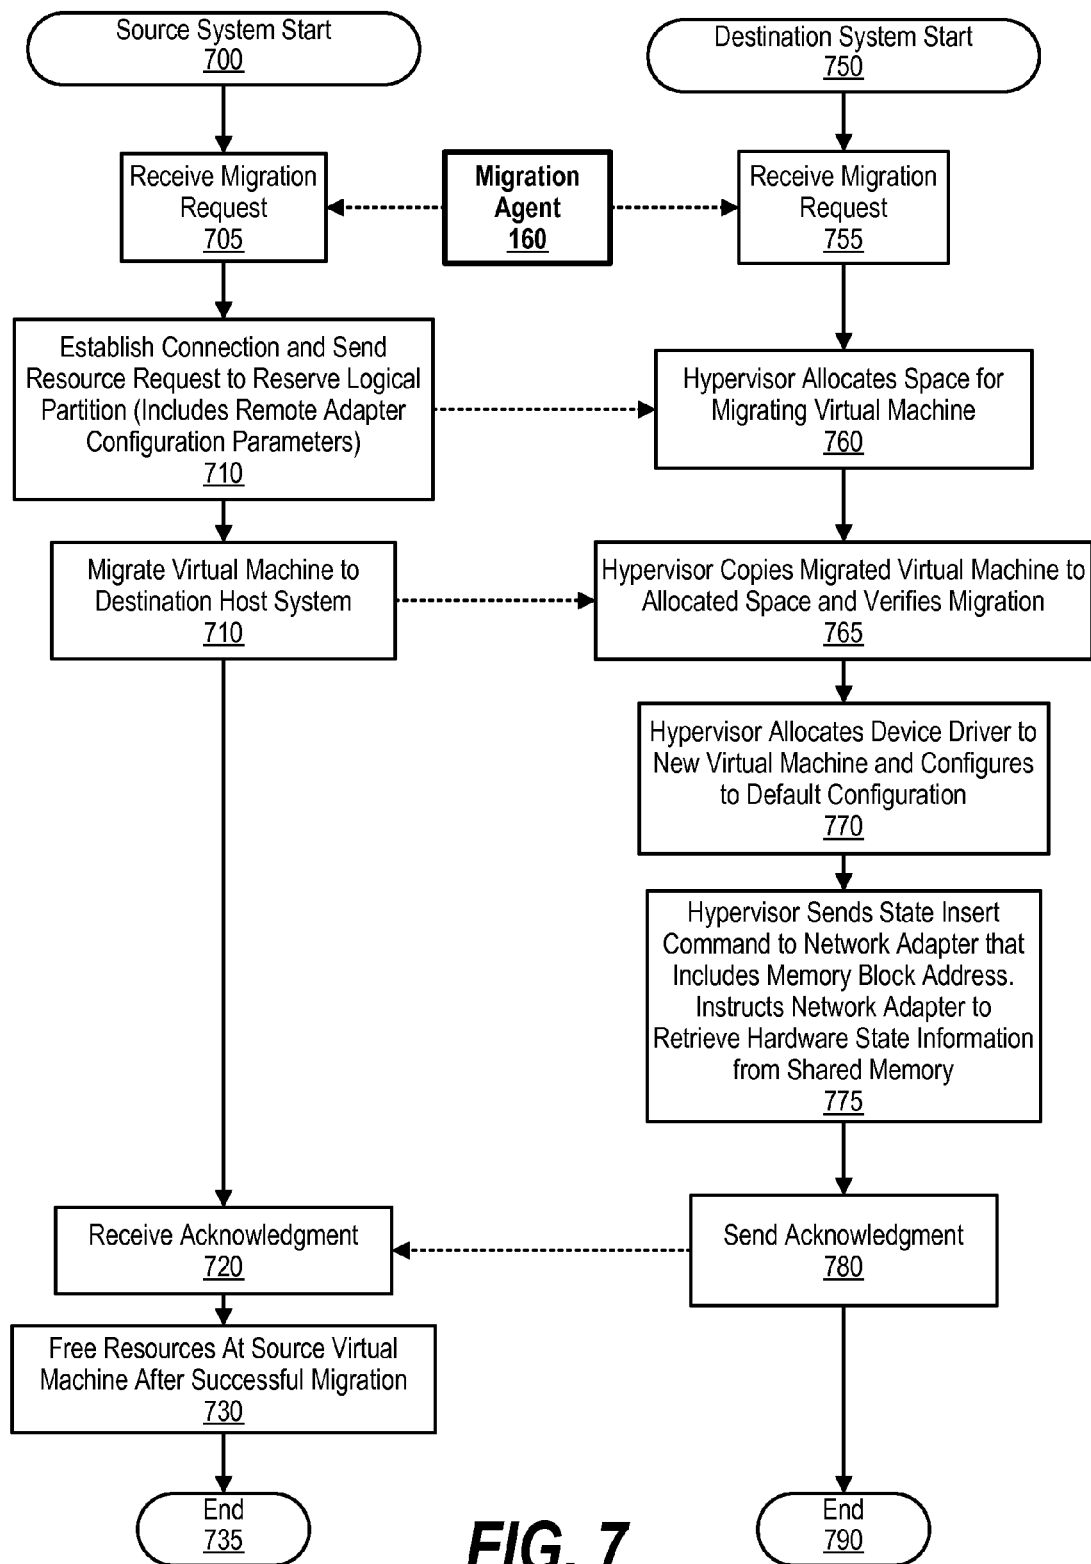 Source System Start
700
Destination System Start
750
Receive Migration
Request
705
Migration
Agent
160
Receive Migration
Request
755
Establish Connection and Send
Resource Request to Reserve Logical
Partition (Includes Remote Adapter
Configuration Parameters)
710
Hypervisor Allocates Space for
Migrating Virtual Machine
760
Migrate Virtual Machine to
Destination Host System
710
Hypervisor Copies Migrated Virtual Machine to
Allocated Space and Verifies Migration
765
Hypervisor Allocates Device Driver to
New Virtual Machine and Configures
to Default Configuration
770
Hypervisor Sends State Insert
Command to Network Adapter that
Includes Memory Block Address.
Instructs Network Adapter to
Retrieve Hardware State Information
from Shared Memory
775
Receive Acknowledgment
720
Send Acknowledgment
780
Free Resources At Source Virtual
Machine After Successful Migration
730
End
735
End
790
FIG. 7